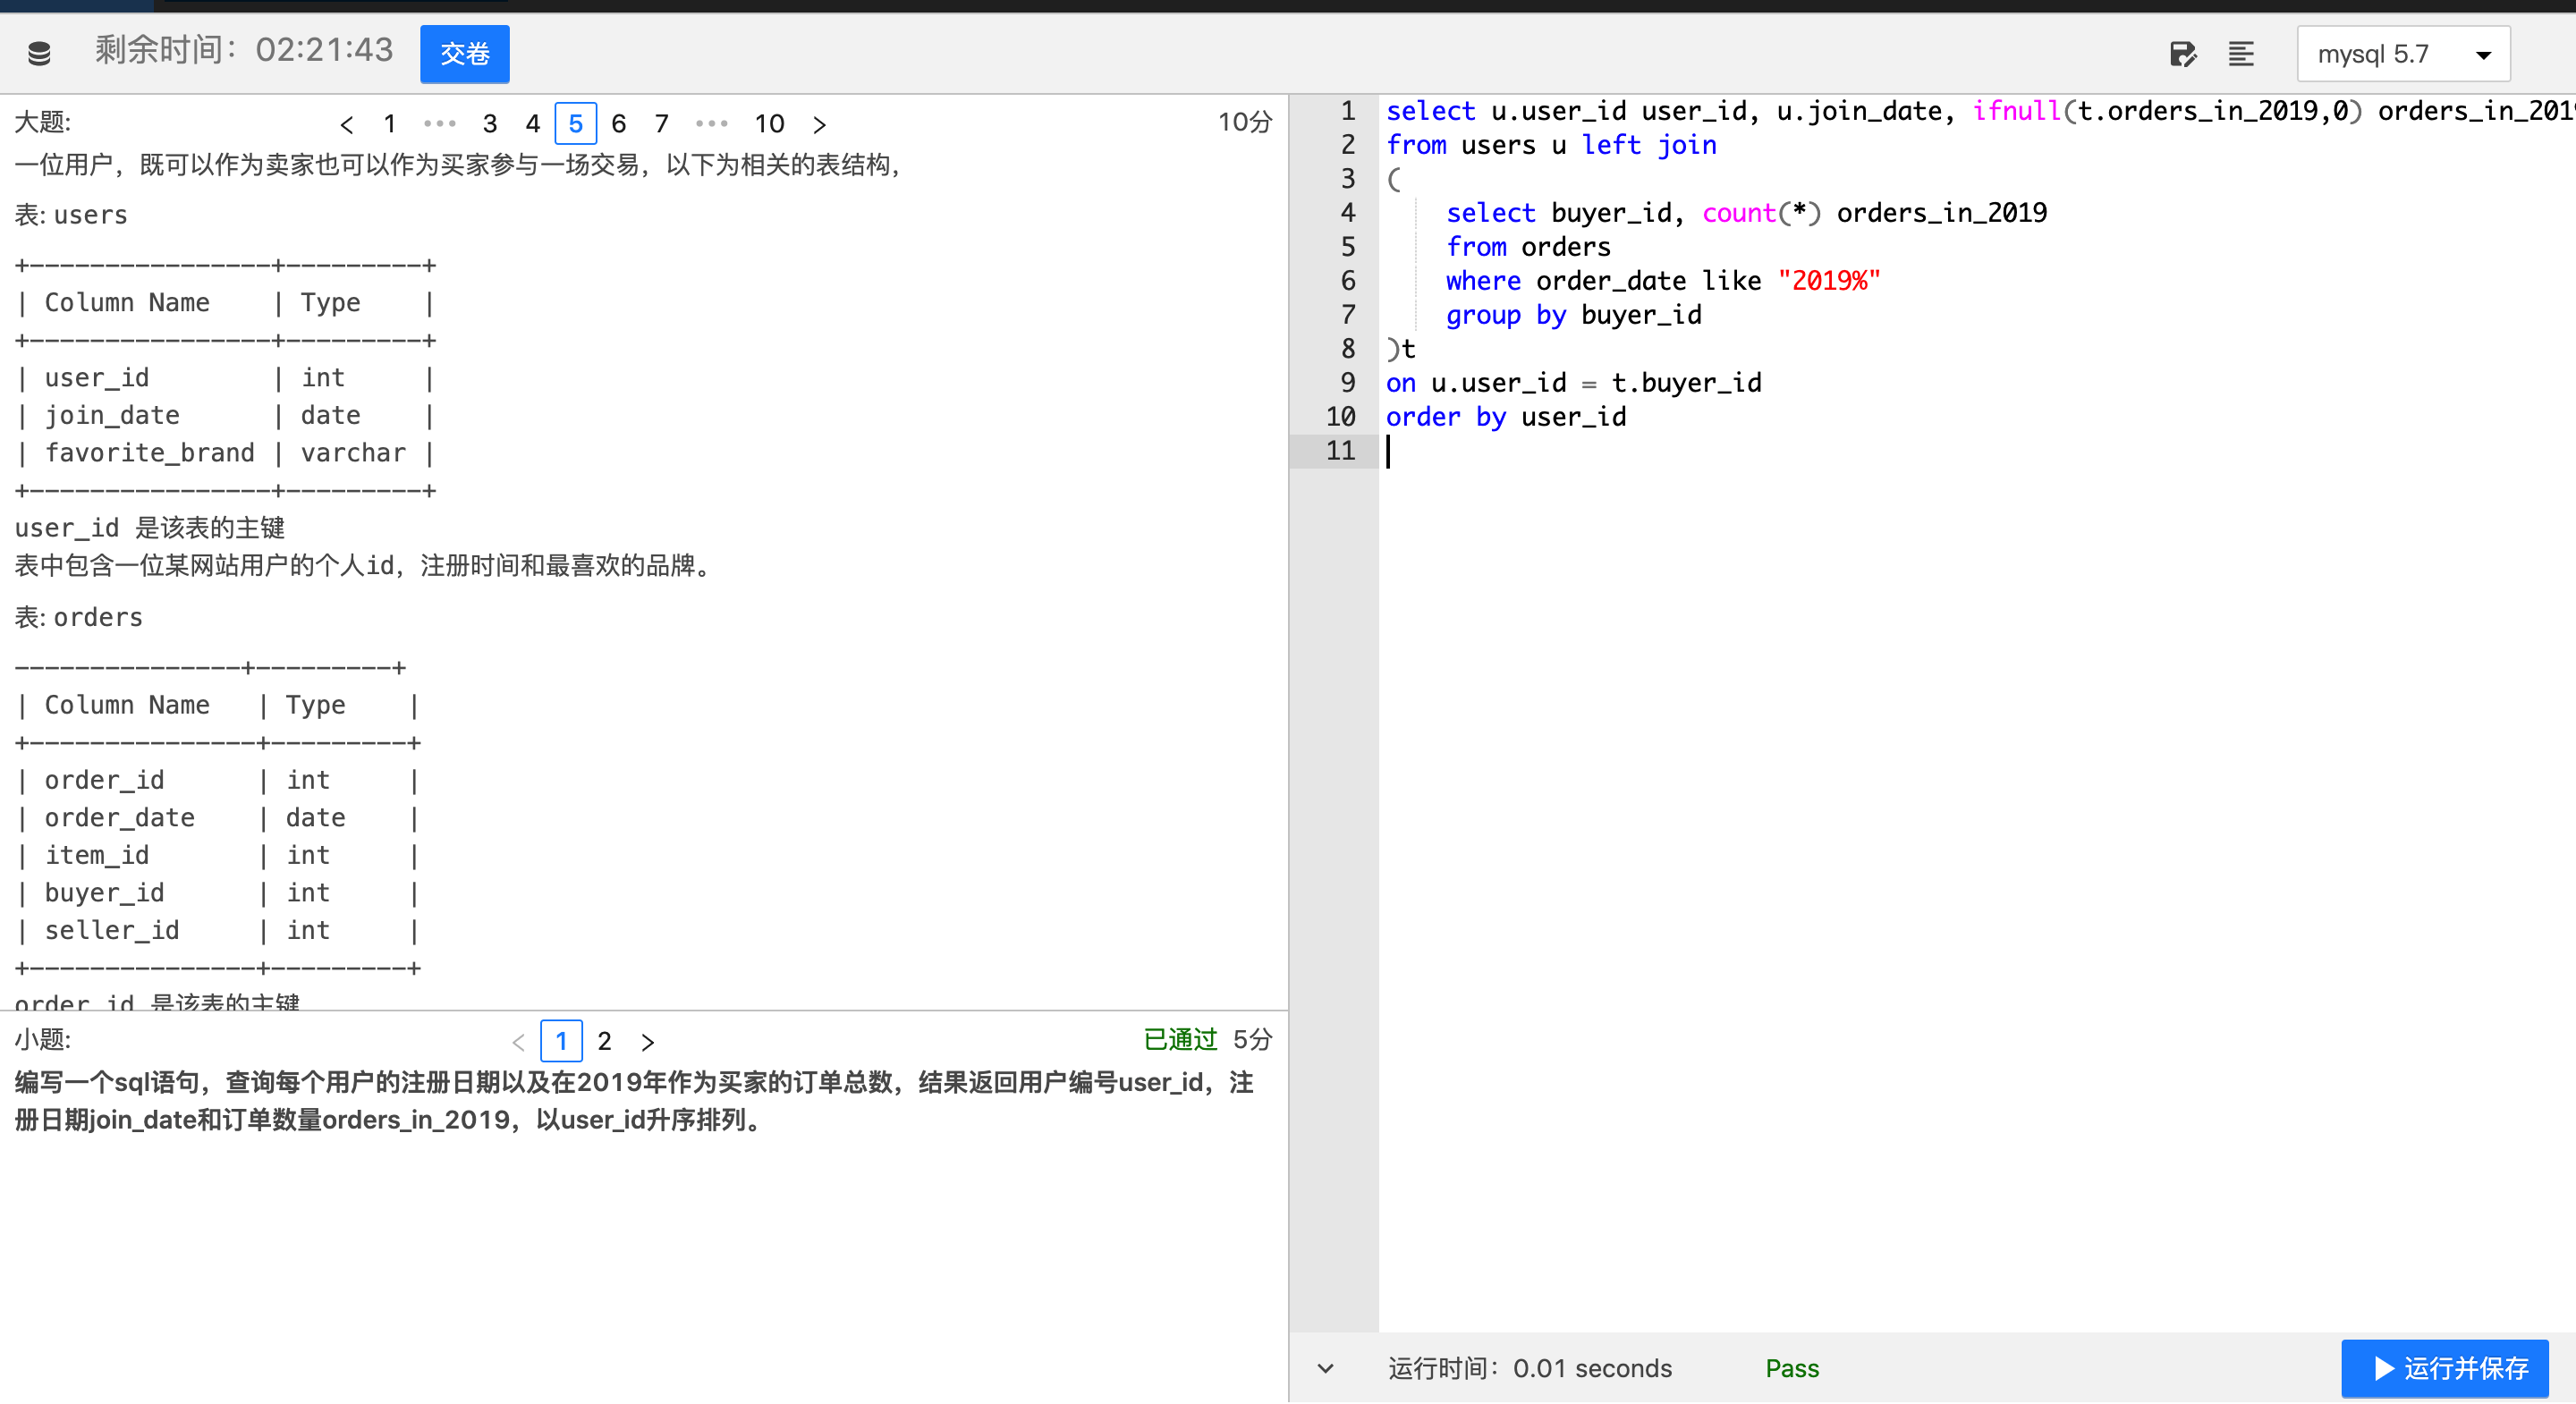 剩余时间：02:21:43 交卷
mysql 5.7
大题:
< 1 ••• 3 4 5 6 7 ••• 10 >
10分
一位用户，既可以作为卖家也可以作为买家参与一场交易，以下为相关的表结构，
表: users
+-----------------+---------+
| Column Name    | Type    |
+-----------------+---------+
| user_id        | int     |
| join_date      | date    |
| favorite_brand | varchar |
+-----------------+---------+
user_id 是该表的主键
表中包含一位某网站用户的个人id，注册时间和最喜欢的品牌。
表: orders
---------------+---------+
| Column Name   | Type    |
+---------------+---------+
| order_id      | int     |
| order_date    | date    |
| item_id       | int     |
| buyer_id      | int     |
| seller_id     | int     |
+---------------+---------+
order_id 是该表的主键
小题:
< 1 2 >
已通过 5分
编写一个sql语句，查询每个用户的注册日期以及在2019年作为买家的订单总数，结果返回用户编号user_id，注
册日期join_date和订单数量orders_in_2019，以user_id升序排列。
1 select u.user_id user_id, u.join_date, ifnull(t.orders_in_2019,0) orders_in_201
2 from users u left join
3 (
4     select buyer_id, count(*) orders_in_2019
5     from orders
6     where order_date like "2019%"
7     group by buyer_id
8 )t
9 on u.user_id = t.buyer_id
10 order by user_id
11
运行时间：0.01 seconds Pass
运行并保存